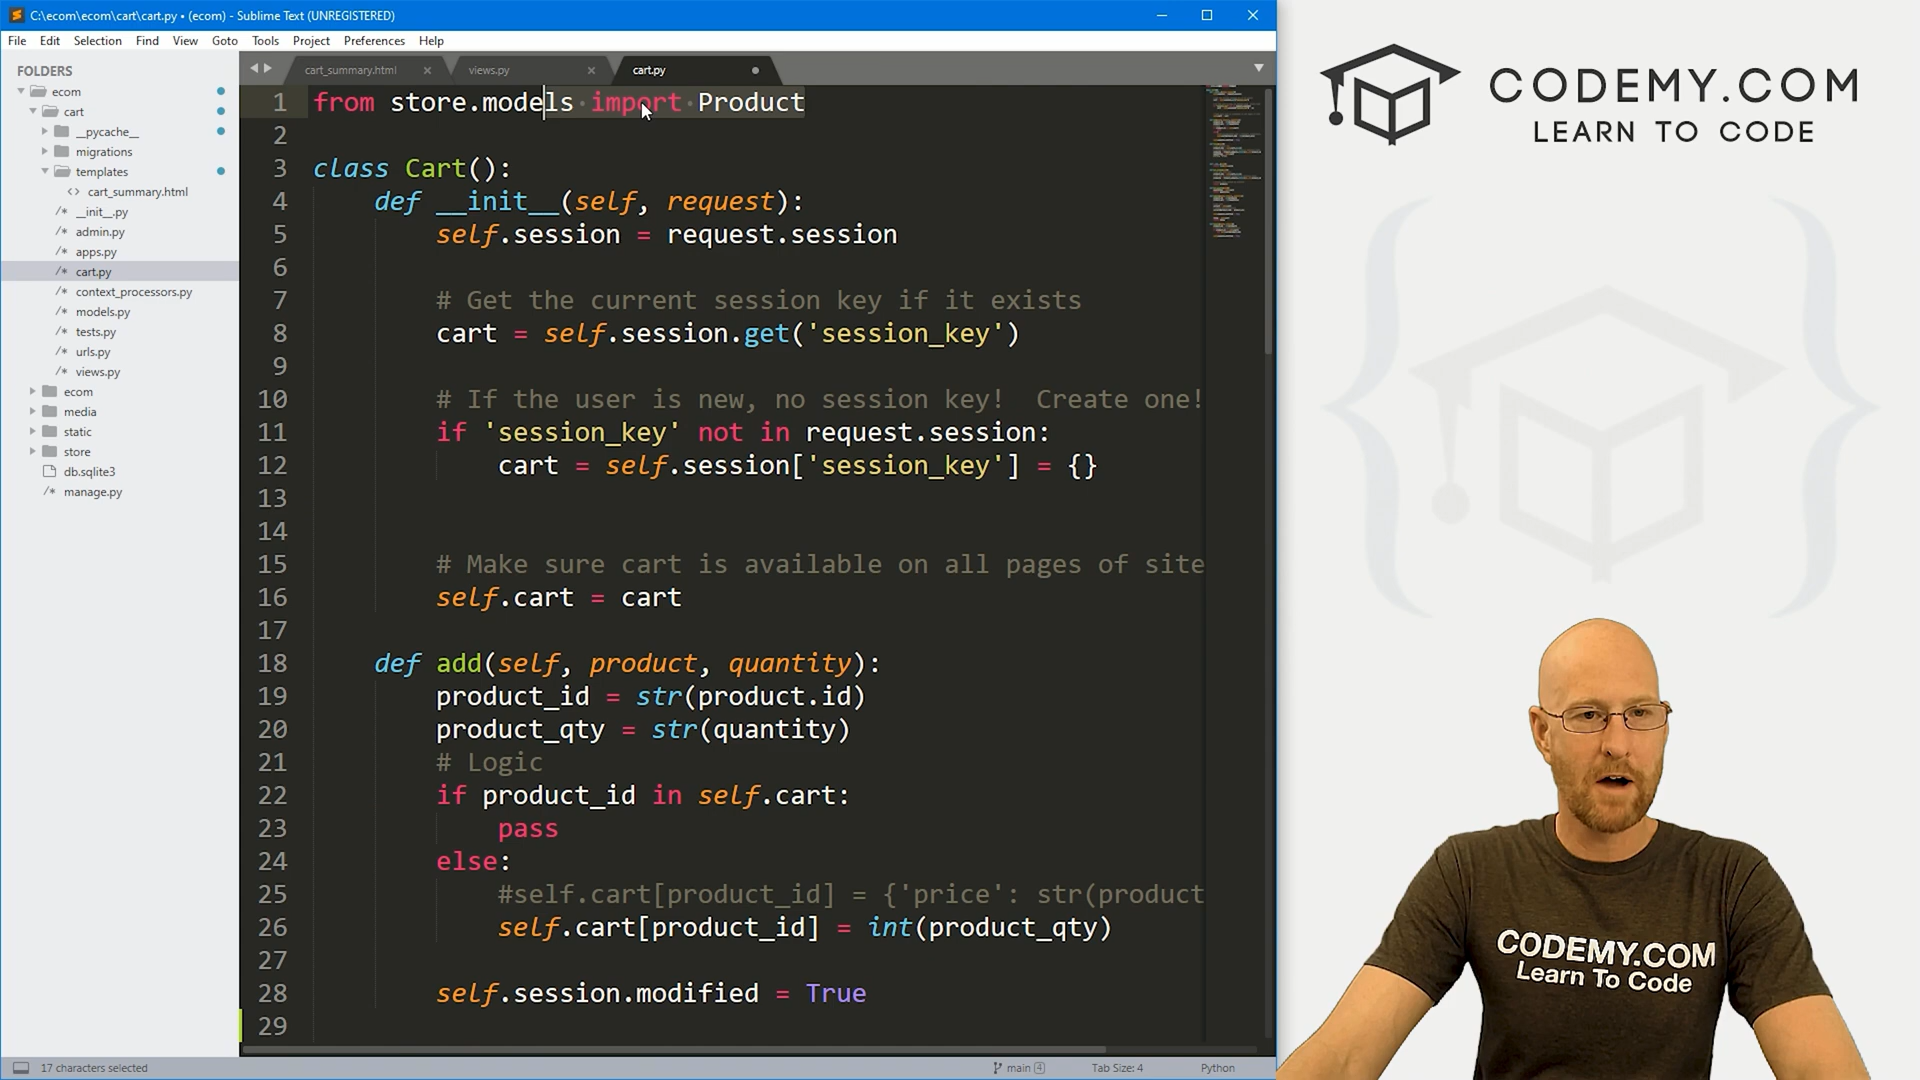 C:\ecom\ecom\cart\cart.py • (ecom) - Sublime Text (UNREGISTERED)
File Edit Selection Find View Goto Tools Project Preferences Help
FOLDERS
ecom
cart
__pycache__
migrations
templates
cart_summary.html
__init__.py
admin.py
apps.py
cart.py
context_processors.py
models.py
tests.py
urls.py
views.py
ecom
media
static
store
db.sqlite3
manage.py
cart_summary.html views.py cart.py
1 from store.models import Product
2
3 class Cart():
4 def __init__(self, request):
5 self.session = request.session
6
7 # Get the current session key if it exists
8 cart = self.session.get('session_key')
9
10 # If the user is new, no session key!  Create one!
11 if 'session_key' not in request.session:
12 cart = self.session['session_key'] = {}
13
14
15 # Make sure cart is available on all pages of site
16 self.cart = cart
17
18 def add(self, product, quantity):
19 product_id = str(product.id)
20 product_qty = str(quantity)
21 # Logic
22 if product_id in self.cart:
23 pass
24 else:
25 #self.cart[product_id] = {'price': str(product
26 self.cart[product_id] = int(product_qty)
27
28 self.session.modified = True
29
17 characters selected
main 4
Tab Size: 4
Python
CODEMY.COM
LEARN TO CODE
CODEMY.COM
Learn To Code